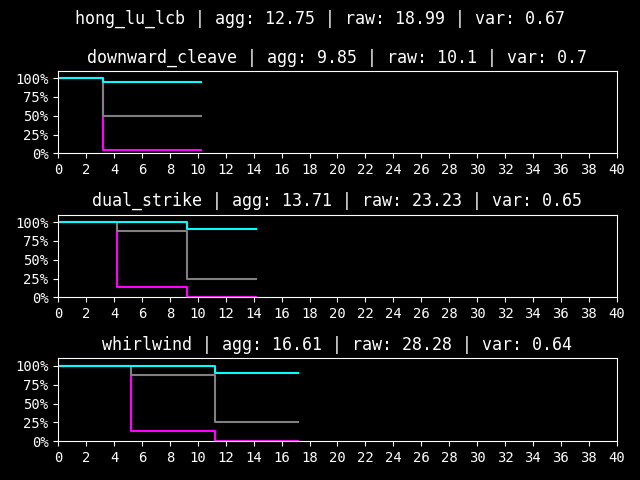 hong_lu_lcb | agg: 12.75 | raw: 18.99 | var: 0.67
downward_cleave | agg: 9.85 | raw: 10.1 | var: 0.7
100%
75%
50%
25%
0%
0 2 4 6 8 10 12 14 16 18 20 22 24 26 28 30 32 34 36 38 40
dual_strike | agg: 13.71 | raw: 23.23 | var: 0.65
100%
75%
50%
25%
0%
0 2 4 6 8 10 12 14 16 18 20 22 24 26 28 30 32 34 36 38 40
whirlwind | agg: 16.61 | raw: 28.28 | var: 0.64
100%
75%
50%
25%
0%
0 2 4 6 8 10 12 14 16 18 20 22 24 26 28 30 32 34 36 38 40